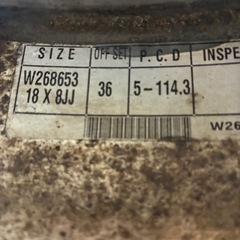 SIZE OFF SET P.C.D INSPE
W268653
18 X 8JJ 36 5-114.3
W26